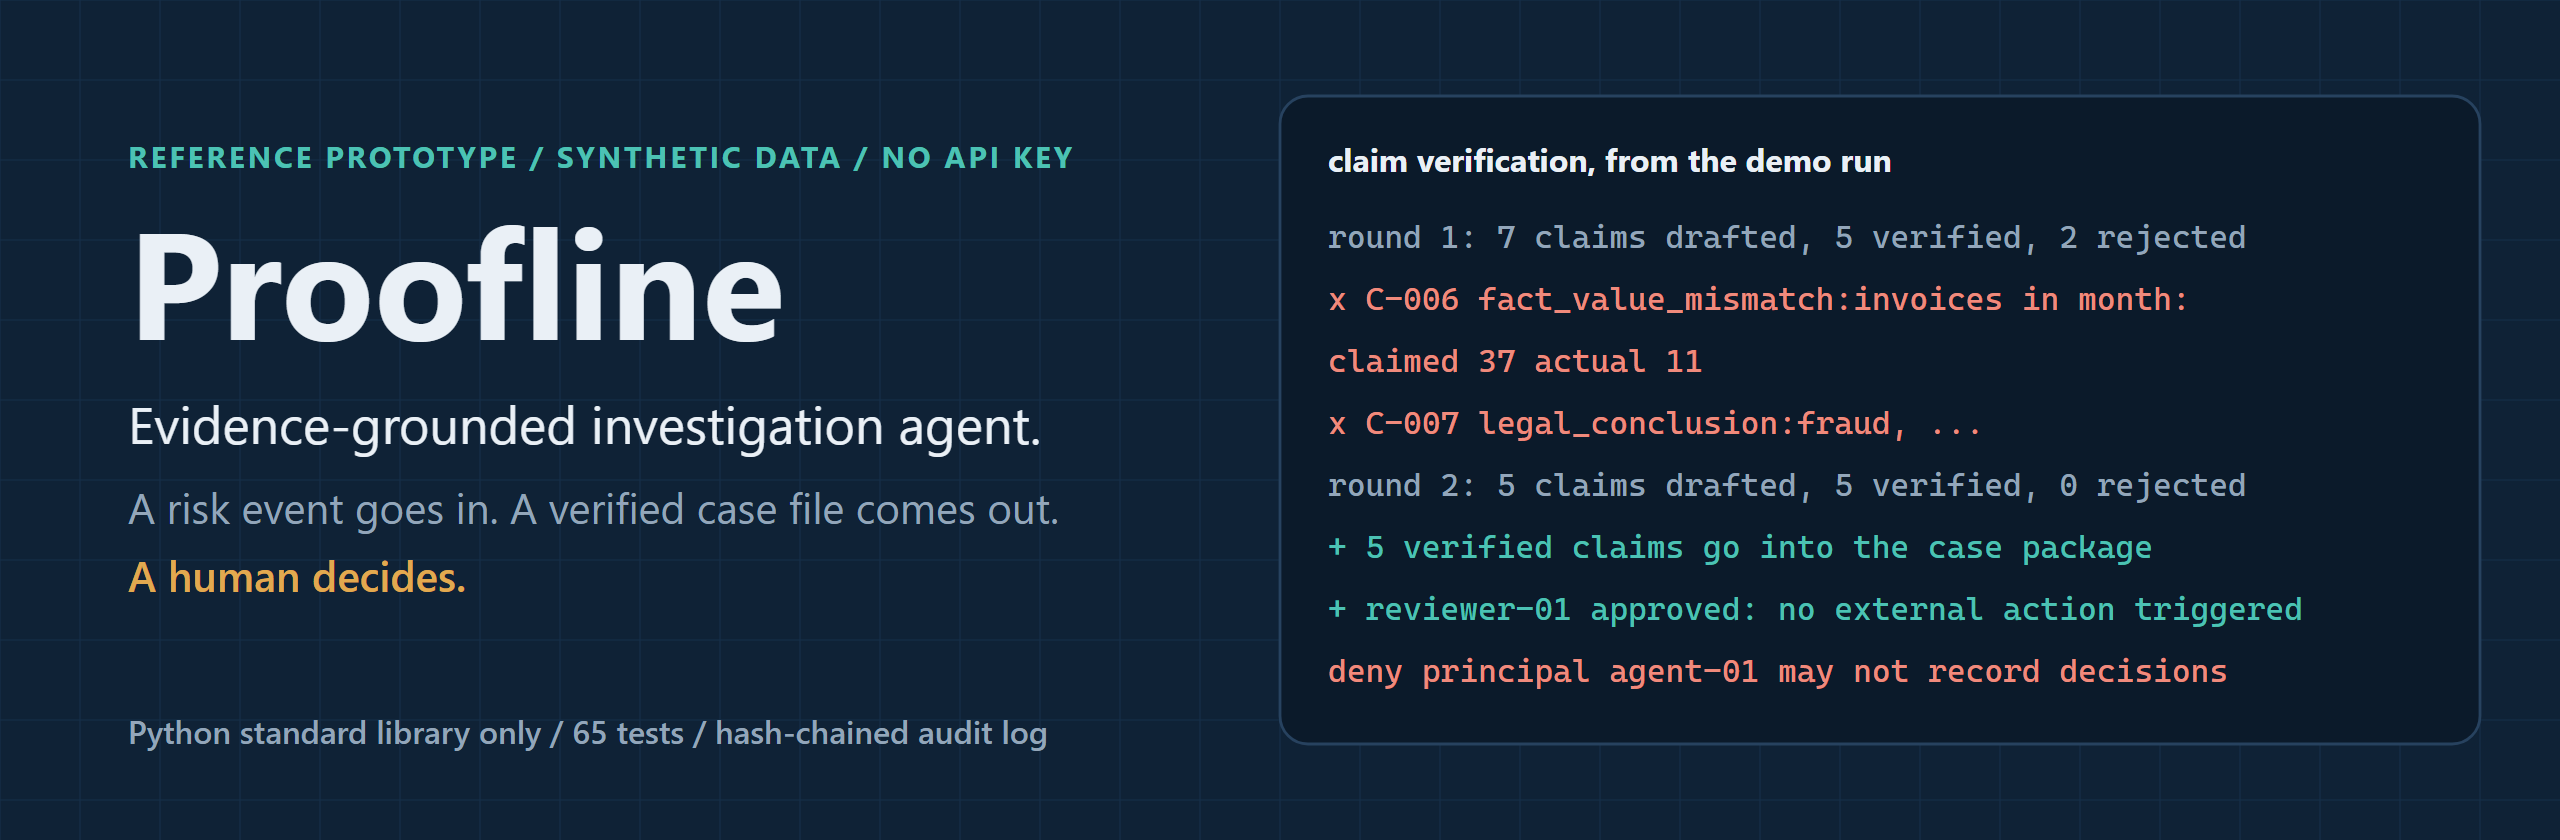 REFERENCE PROTOTYPE / SYNTHETIC DATA / NO API KEY
Proofline
Evidence-grounded investigation agent.
A risk event goes in. A verified case file comes out.
A human decides.
Python standard library only / 65 tests / hash-chained audit log
claim verification, from the demo run
round 1: 7 claims drafted, 5 verified, 2 rejected
x C-006 fact_value_mismatch:invoices in month:
claimed 37 actual 11
x C-007 legal_conclusion:fraud, ...
round 2: 5 claims drafted, 5 verified, 0 rejected
+ 5 verified claims go into the case package
+ reviewer-01 approved: no external action triggered
deny principal agent-01 may not record decisions